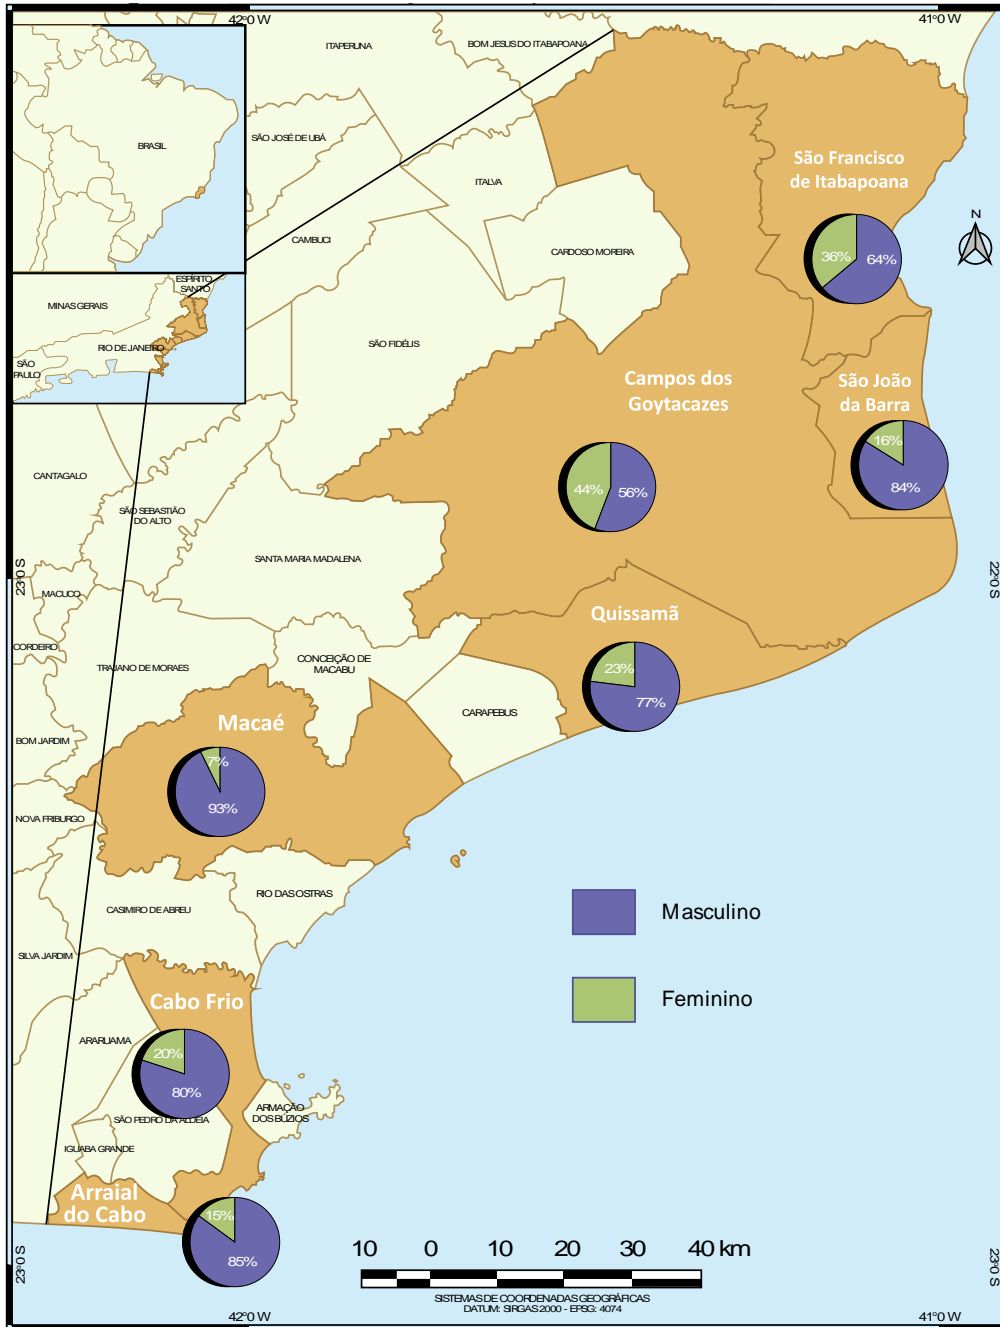 42°0 W
41°0 W
ITAPERUNA
BOM JESUS DO ITABAPOANA
BRASIL
SÃO JOSÉ DE UBÁ
São Francisco
de Itabapoana
ITALVA
N
CAMBUCI
CARDOSO MOREIRA
36%
64%
ESPÍRITO
SANTO
MINAS GERAIS
RIO DE JANEIRO
SÃO
PAULO
SÃO FIDÉLIS
Campos dos
Goytacazes
São João
da Barra
16%
84%
CANTAGALO
44%
56%
SÃO SEBASTIÃO
DO ALTO
SANTA MARIA MADALENA
23°0 S
22°0 S
MACUCO
Quissamã
CORDEIRO
TRAJANO DE MORAES
CONCEIÇÃO DE
MACABU
23%
77%
CARAPEBUS
Macaé
BOM JARDIM
7%
93%
NOVA FRIBURGO
RIO DAS OSTRAS
CASIMIRO DE ABREU
Masculino
SILVA JARDIM
Feminino
Cabo Frio
ARARUAMA
20%
80%
ARMAÇÃO
DOS BÚZIOS
SÃO PEDRO DA ALDEIA
IGUABA GRANDE
Arraial
do Cabo
15%
85%
23°0 S
23°0 S
10 0 10 20 30 40 km
SISTEMAS DE COORDENADAS GEOGRÁFICAS
DATUM: SIRGAS 2000 - EPSG: 4074
42°0 W
41°0 W